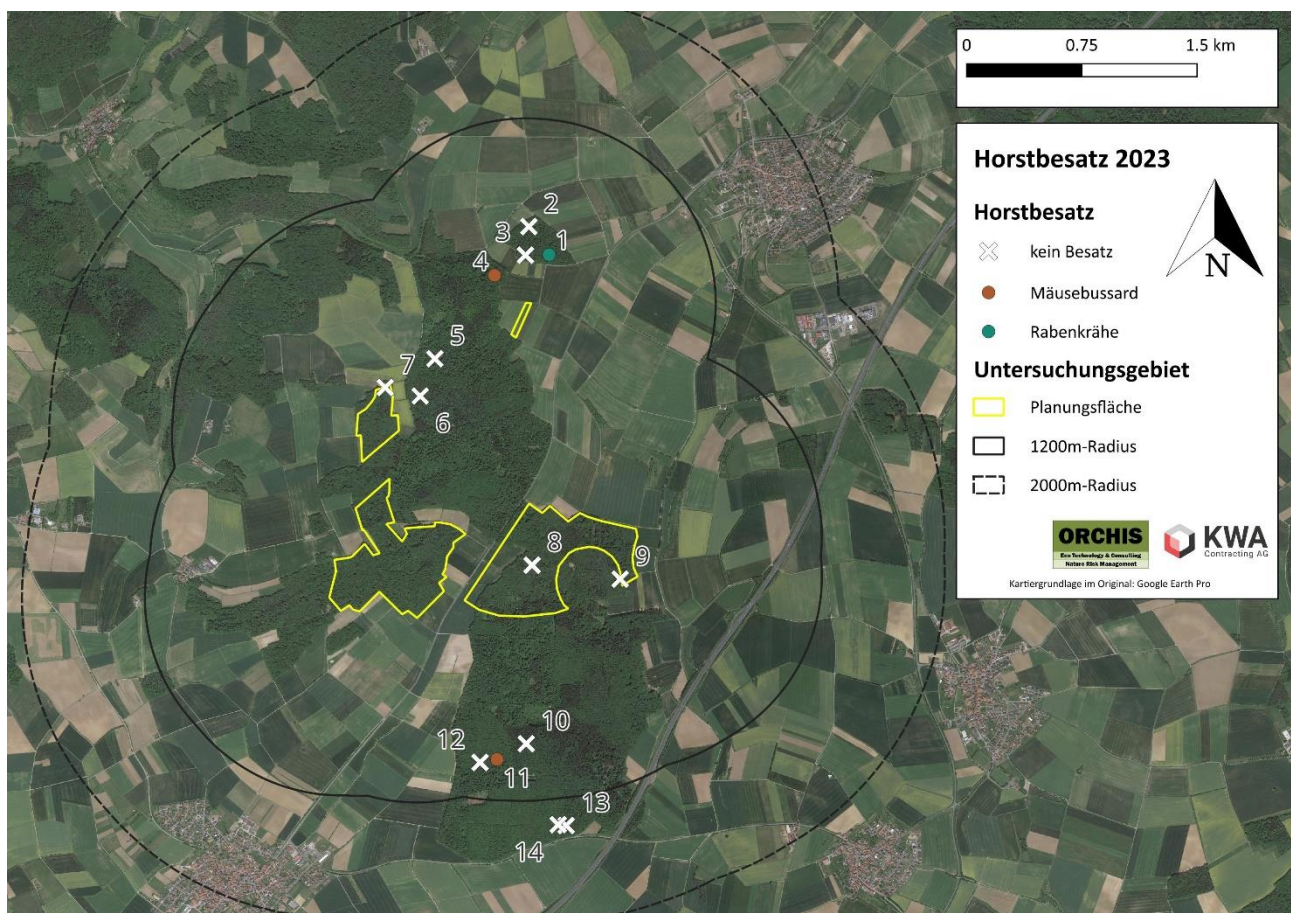 0 0.75 1.5 km
Horstbesatz 2023
Horstbesatz
kein Besatz
Mäusebussard
Rabenkrähe
N
Untersuchungsgebiet
Planungsfläche
1200m-Radius
2000m-Radius
ORCHIS
Eco Technology & Consulting
Nature Risk Management
KWA
Contracting AG
Kartiergrundlage im Original: Google Earth Pro
2
3
1
4
5
7
6
8
9
10
12
11
13
14